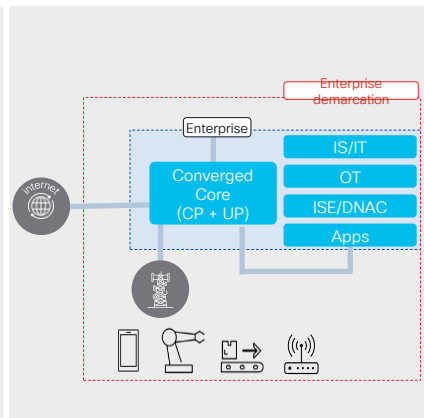 Enterprise
demarcation
Enterprise
IS/IT
Converged
Core
(CP + UP)
OT
internet
ISE/DNAC
Apps